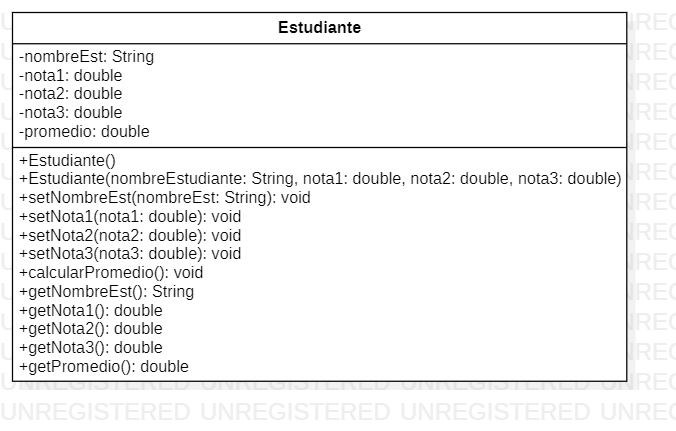 Estudiante
-nombreEst: String
-nota1: double
-nota2: double
-nota3: double
-promedio: double
+Estudiante()
+Estudiante(nombreEstudiante: String, nota1: double, nota2: double, nota3: double)
+setNombreEst(nombreEst: String): void
+setNota1(nota1: double): void
+setNota2(nota2: double): void
+setNota3(nota3: double): void
+calcularPromedio(): void
+getNombreEst(): String
+getNota1(): double
+getNota2(): double
+getNota3(): double
+getPromedio(): double
UNREGISTERED UNREGISTERED UNREGISTERED